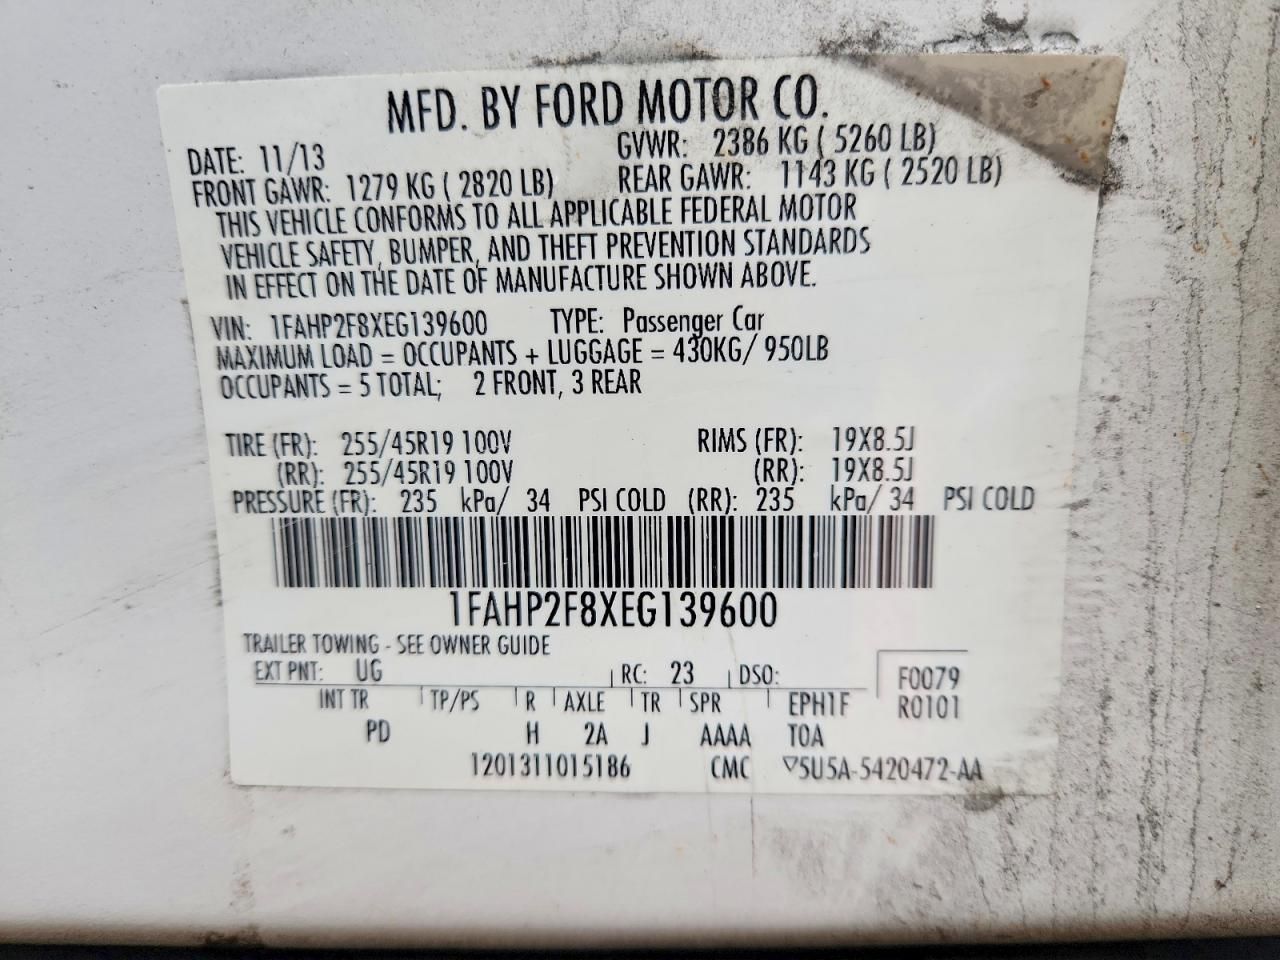 MFD. BY FORD MOTOR CO.
DATE: 11/13 GVWR: 2386 KG ( 5260 LB)
FRONT GAWR: 1279 KG ( 2820 LB) REAR GAWR: 1143 KG ( 2520 LB)
THIS VEHICLE CONFORMS TO ALL APPLICABLE FEDERAL MOTOR
VEHICLE SAFETY, BUMPER, AND THEFT PREVENTION STANDARDS
IN EFFECT ON THE DATE OF MANUFACTURE SHOWN ABOVE.
VIN: 1FAHP2F8XEG139600 TYPE: Passenger Car
MAXIMUM LOAD = OCCUPANTS + LUGGAGE = 430KG/ 950LB
OCCUPANTS = 5 TOTAL; 2 FRONT, 3 REAR
TIRE (FR): 255/45R19 100V RIMS (FR): 19X8.5J
(RR): 255/45R19 100V (RR): 19X8.5J
PRESSURE (FR): 235 kPa/ 34 PSI COLD (RR): 235 kPa/ 34 PSI COLD
1FAHP2F8XEG139600
TRAILER TOWING - SEE OWNER GUIDE
EXT PNT: UG RC: 23 DSO: F0079
INT TR TP/PS R AXLE TR SPR EPH1F R0101
PD H 2A J AAAA TOA
1201311015186 CMC ▽5U5A-5420472-AA